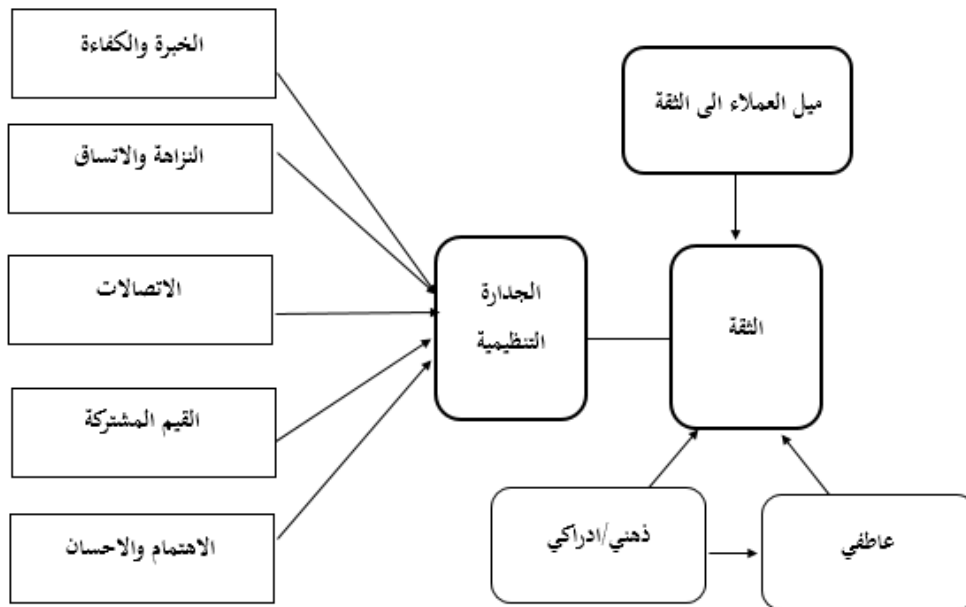 الخبرة والكفاءة
ميل العملاء الى الثقة
النزاهة والاتساق
الاتصالات
الجدارة
التنظيمية
الثقة
القيم المشتركة
الاهتمام والاحسان
ذهني/ادراكي
عاطفي